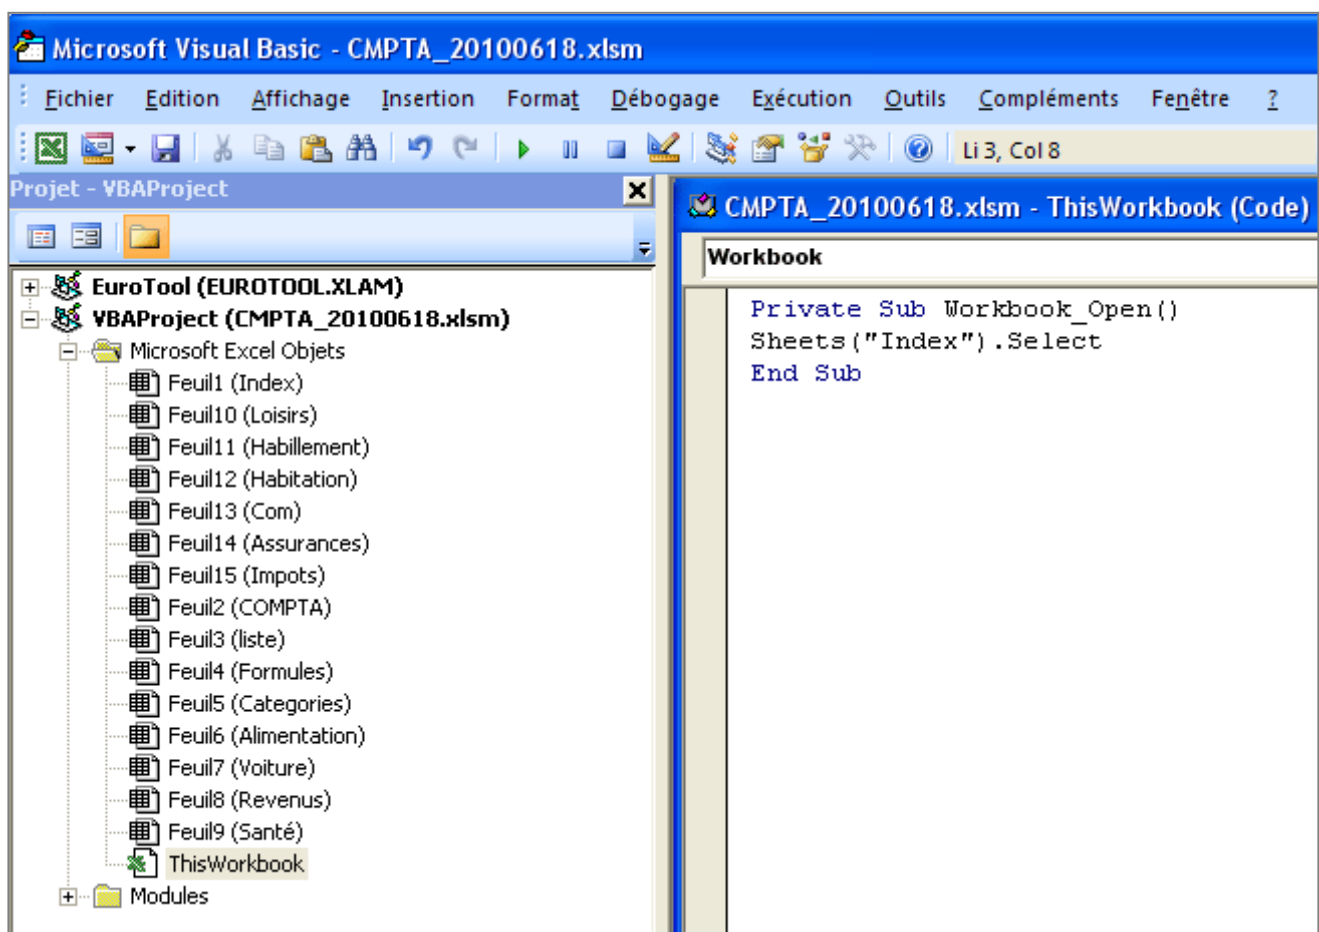 Microsoft Visual Basic - CMPTA_20100618.xlsm
Fichier Edition Affichage Insertion Format Débogage Exécution Outils Compléments Fenêtre ?
Li 3, Col 8
Projet - VBAProject
CMPTA_20100618.xlsm - ThisWorkbook (Code)
Workbook
EuroTool (EUROTOOL.XLAM)
VBAProject (CMPTA_20100618.xlsm)
Microsoft Excel Objets
Feuil1 (Index)
Feuil10 (Loisirs)
Feuil11 (Habillement)
Feuil12 (Habitation)
Feuil13 (Com)
Feuil14 (Assurances)
Feuil15 (Impots)
Feuil2 (COMPTA)
Feuil3 (liste)
Feuil4 (Formules)
Feuil5 (Categories)
Feuil6 (Alimentation)
Feuil7 (Voiture)
Feuil8 (Revenus)
Feuil9 (Santé)
ThisWorkbook
Modules
Private Sub Workbook_Open()
Sheets("Index").Select
End Sub